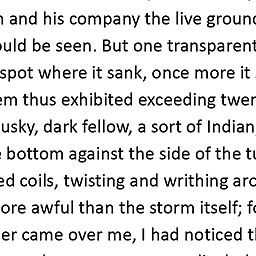 and his company the live ground
ould be seen. But one transparent
spot where it sank, once more it
em thus exhibited exceeding twen
usky, dark fellow, a sort of Indian
bottom against the side of the tu
ed coils, twisting and writhing aro
ore awful than the storm itself; fo
er came over me, I had noticed th